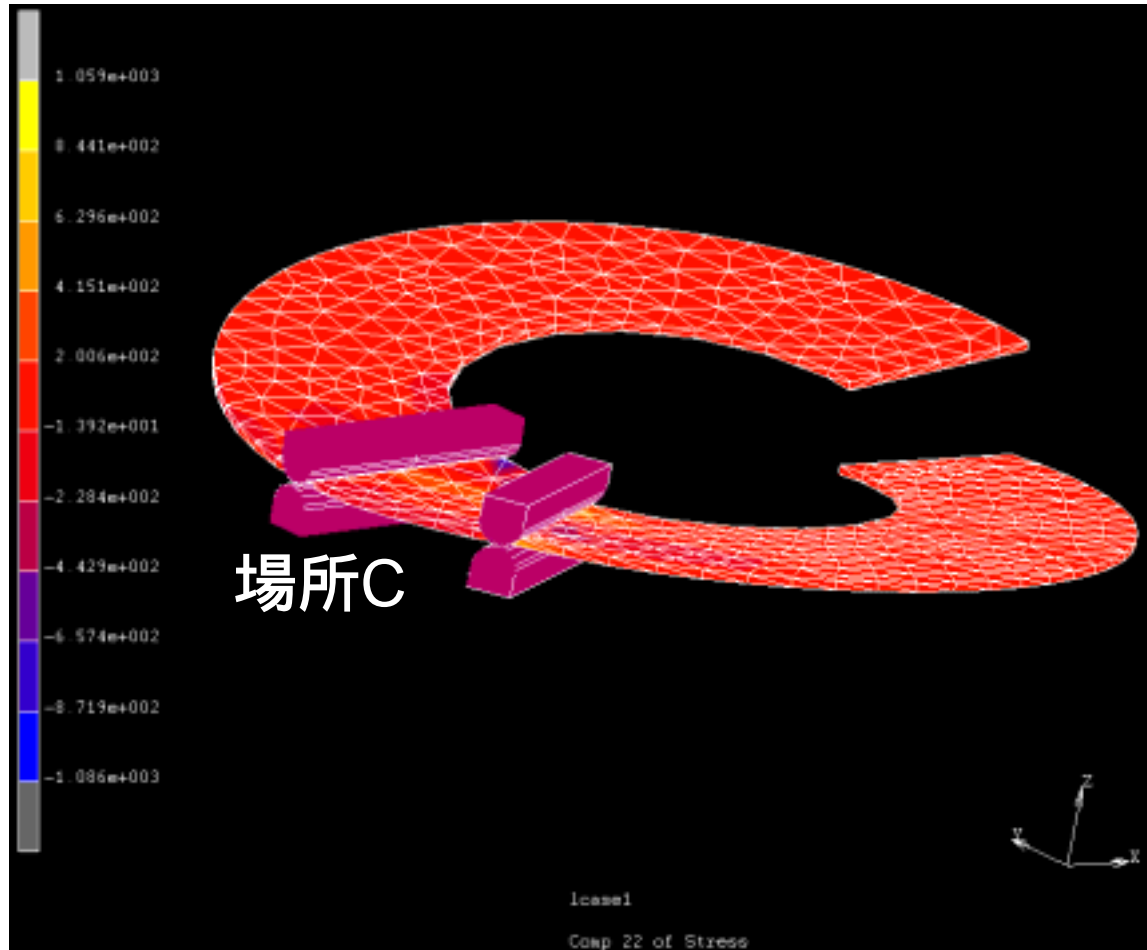 1.059e+003
8.441e+002
6.296e+002
4.151e+002
2.006e+002
-1.392e+001
-2.284e+002
-4.429e+002
-6.574e+002
-8.719e+002
-1.086e+003
場所C
Z
Y
X
lcase1
Comp 22 of Stress